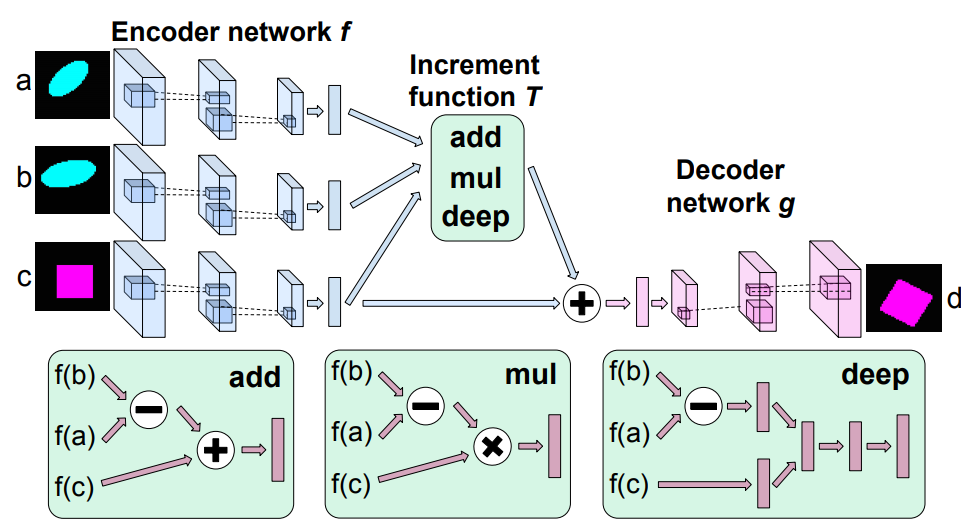 Encoder network f
a
Increment
function T
add
mul
deep
b
Decoder
network g
c
+
d
f(b)
add
−
f(a)
+
f(c)
f(b)
mul
−
f(a)
×
f(c)
f(b)
deep
−
f(a)
f(c)